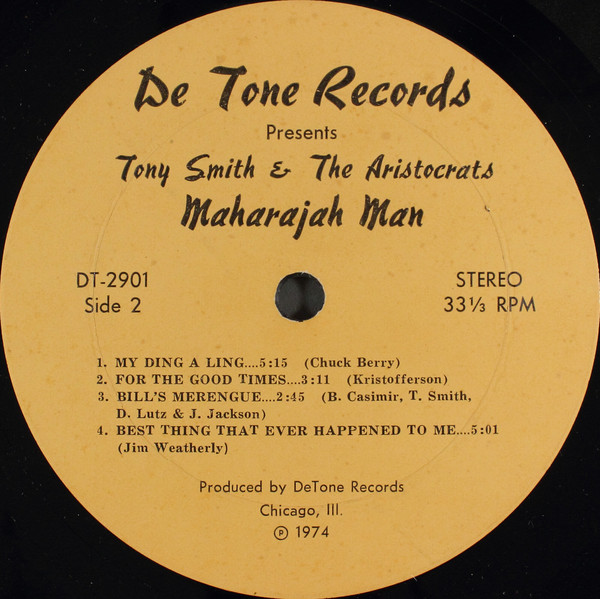 De Tone Records
Presents
Tony Smith & The Aristocrats
Maharajah Man
DT-2901
Side 2
STEREO
33⅓ RPM
1. MY DING A LING....5:15 (Chuck Berry)
2. FOR THE GOOD TIMES....3:11 (Kristofferson)
3. BILL'S MERENGUE....2:45 (B. Casimir, T. Smith,
D. Lutz & J. Jackson)
4. BEST THING THAT EVER HAPPENED TO ME....5:01
(Jim Weatherly)
Produced by DeTone Records
Chicago, Ill.
℗ 1974